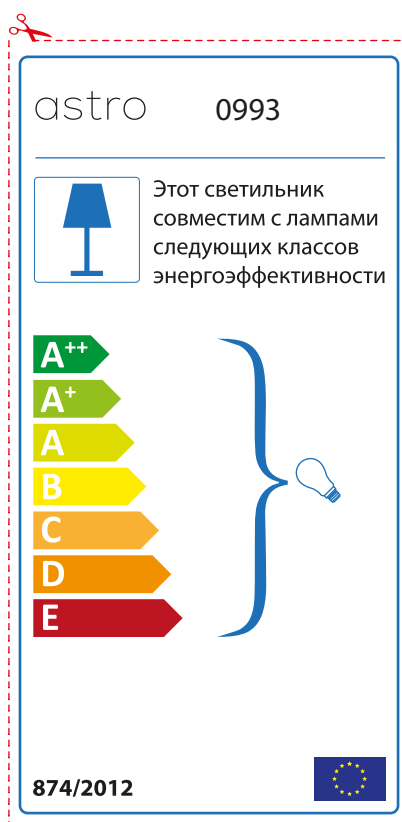 astro 0993
Этот светильник
совместим с лампами
следующих классов
энергоэффективности
A++
A+
A
B
C
D
E
874/2012